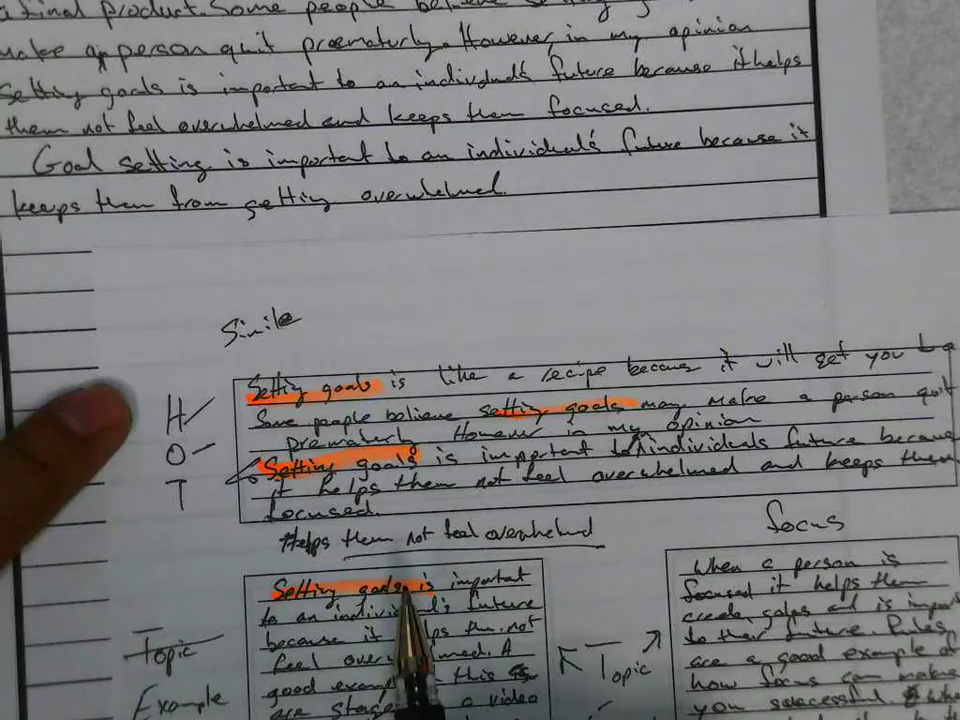 a final product. Some people believe setting
make a person quit prematurly. However in my opinion
Setting goals is important to an individuals future because it helps
them not feel overwhelmed and keeps them focused.
Goal setting is important to an individual's future because it
keeps them from getting overwhelmed.
Simile
H
O
T
Setting goals is like a recipe because it will get you
Some people believe setting goals may make a person quit
prematerly However in my opinion
Setting goals is important to individuals future because
it helps them not feel overwhelmed and keeps them
focused.
Helps them not feel overwhelmed
focus
Setting goals is important
to an individual's future
because it helps them not
feel
good this
are stages a video
Topic
Example
Topic
When a person is
focused it helps them
create goals and is
to their future. Rules
are a good example of
how focus can make
you successful.